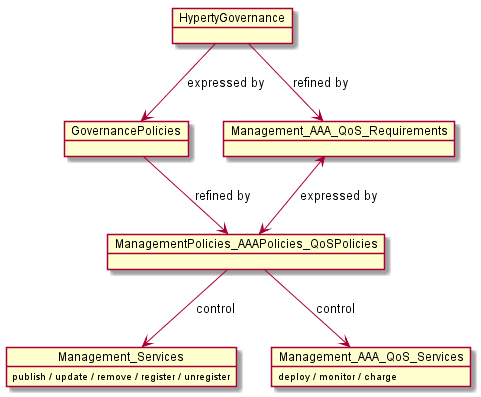 HypertyGovernance
expressed by
refined by
GovernancePolicies
Management_AAA_QoS_Requirements
refined by
expressed by
ManagementPolicies_AAAPolicies_QoSPolicies
control
control
Management_Services
publish / update / remove / register / unregister
Management_AAA_QoS_Services
deploy / monitor / charge